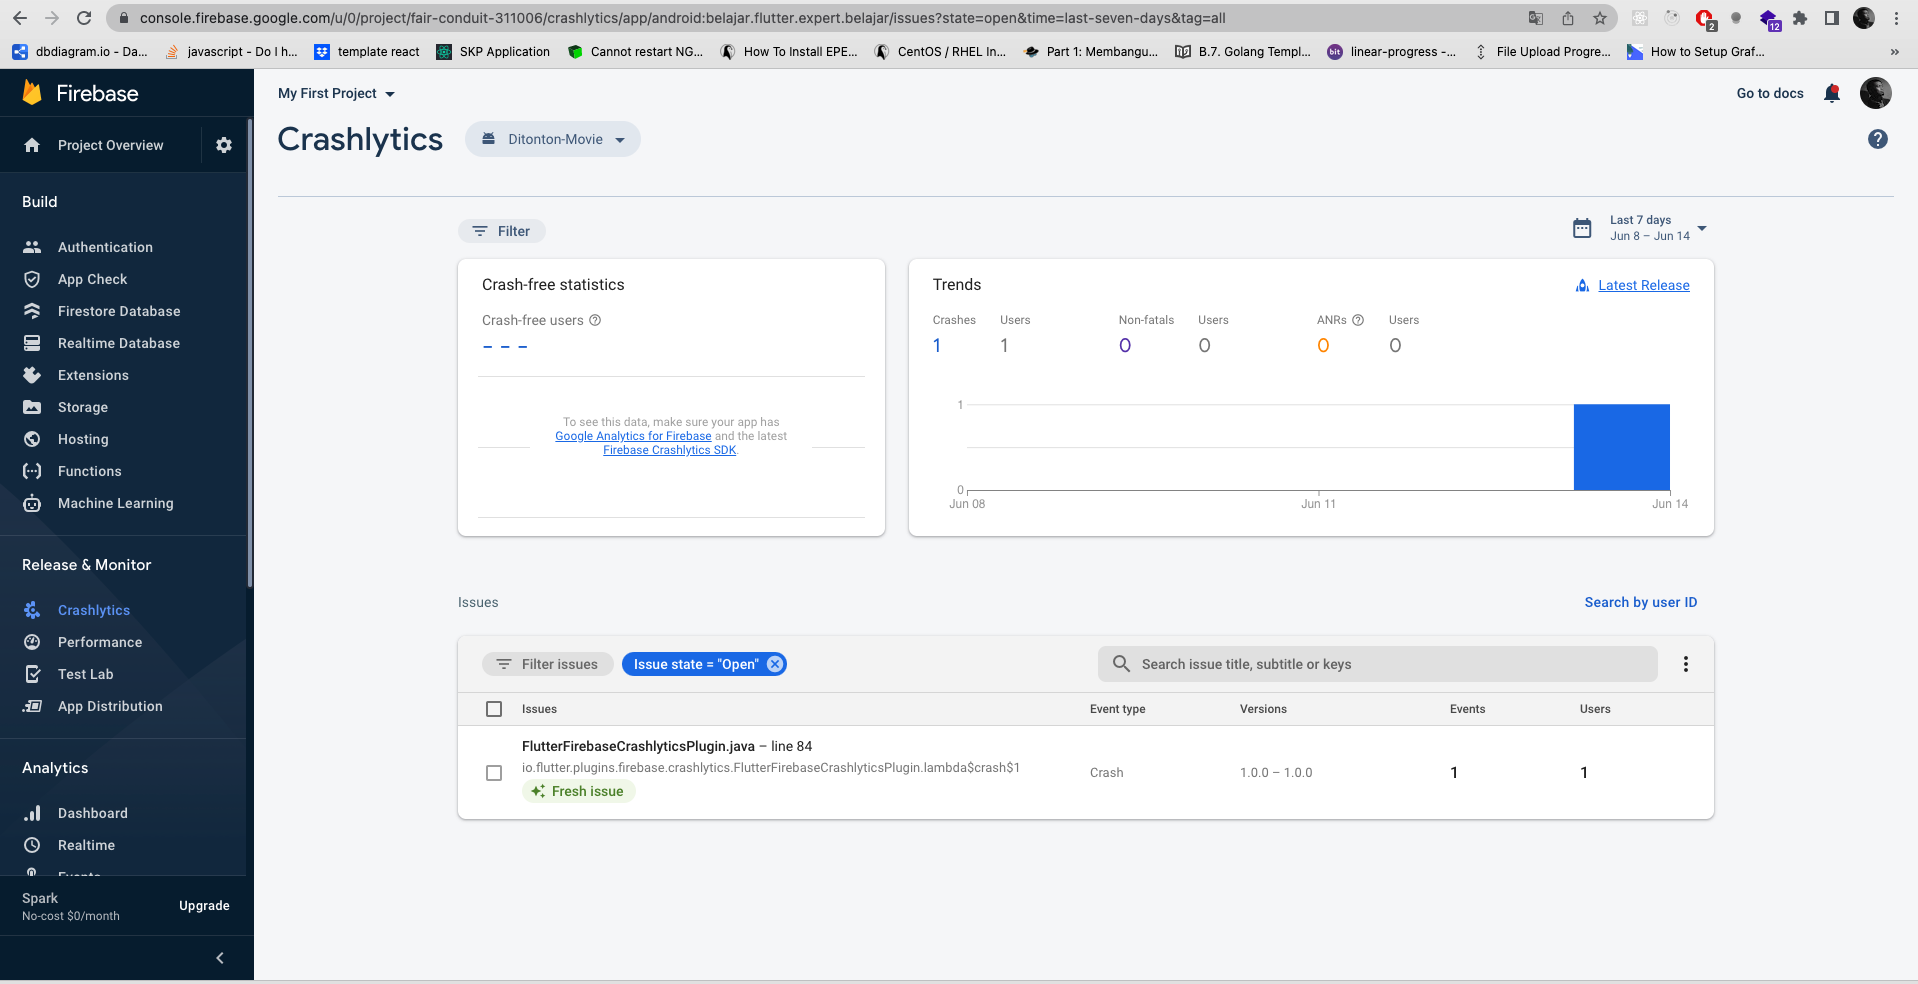 console.firebase.google.com/u/0/project/fair-conduit-311006/crashlytics/app/android:belajar.flutter.expert.belajar/issues?state=open&time=last-seven-days&tag=all
2
12
dbdiagram.io - Da...
javascript - Do I h...
template react
SKP Application
Cannot restart NG...
How To Install EPE...
CentOS / RHEL In...
Part 1: Membangu...
B.7. Golang Templ...
bit
linear-progress -...
File Upload Progre...
How to Setup Graf...
»
Firebase
My First Project
Go to docs
Crashlytics
Ditonton-Movie
Project Overview
Build
Authentication
App Check
Firestore Database
Realtime Database
Extensions
Storage
Hosting
Functions
Machine Learning
Release & Monitor
Crashlytics
Performance
Test Lab
App Distribution
Analytics
Dashboard
Realtime
Events
Spark
No-cost $0/month
Upgrade
Filter
Last 7 days
Jun 8 – Jun 14
Crash-free statistics
Crash-free users
– – –
To see this data, make sure your app has
Google Analytics for Firebase and the latest
Firebase Crashlytics SDK.
Trends
Latest Release
Crashes Users Non-fatals Users ANRs Users
1 1 0 0 0 0
1
0
Jun 08 Jun 11 Jun 14
Issues
Search by user ID
Filter issues
Issue state = "Open"
Search issue title, subtitle or keys
Issues Event type Versions Events Users
FlutterFirebaseCrashlyticsPlugin.java – line 84
io.flutter.plugins.firebase.crashlytics.FlutterFirebaseCrashlyticsPlugin.lambda$crash$1
Fresh issue
Crash 1.0.0 – 1.0.0 1 1